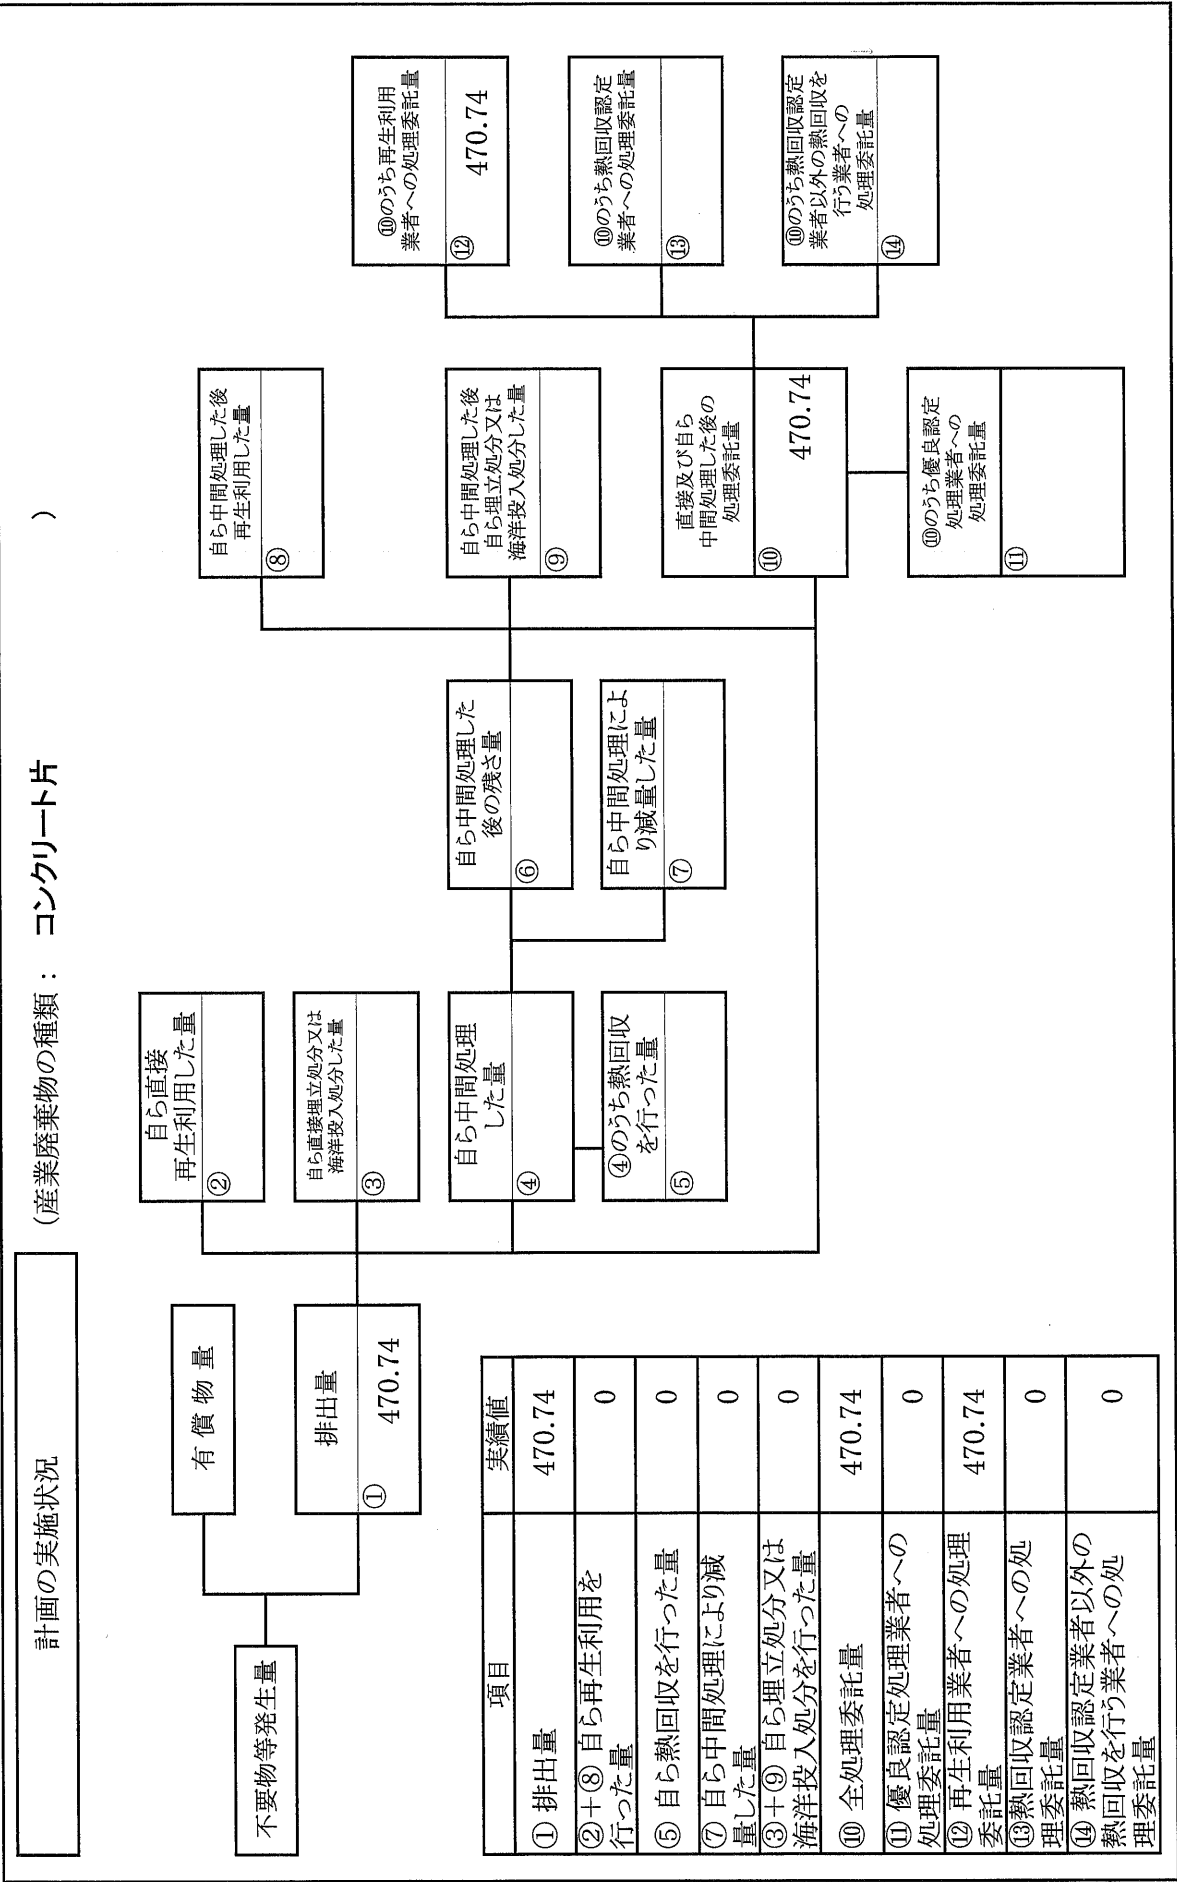 計画の実施状況
(産業廃棄物の種類： コンクリート片 )
不要物等発生量
有償物量
排出量
① 470.74
自ら直接
再生利用した量
②
自ら直接埋立処分又は
海洋投入処分した量
③
自ら中間処理
した量
④
④のうち熱回収
を行った量
⑤
自ら中間処理した
後の残さ量
⑥
自ら中間処理によ
り減量した量
⑦
自ら中間処理した後
再生利用した量
⑧
自ら中間処理した後
自ら埋立処分又は
海洋投入処分した量
⑨
直接及び自ら
中間処理した後の
処理委託量
⑩ 470.74
⑩のうち優良認定
処理業者への
処理委託量
⑪
⑩のうち再生利用
業者への処理委託量
⑫ 470.74
⑩のうち熱回収認定
業者への処理委託量
⑬
⑩のうち熱回収認定
業者以外の熱回収を
行う業者への
処理委託量
⑭
項目 実績値
① 排出量 470.74
②＋⑧ 自ら再生利用を
行った量 0
⑤ 自ら熱回収を行った量 0
⑦ 自ら中間処理により減
量した量 0
③＋⑨ 自ら埋立処分又は
海洋投入処分を行った量 0
⑩ 全処理委託量 470.74
⑪ 優良認定処理業者への
処理委託量 0
⑫ 再生利用業者への処理
委託量 470.74
⑬熱回収認定業者への処
理委託量 0
⑭ 熱回収認定業者以外の
熱回収を行う業者への処
理委託量 0